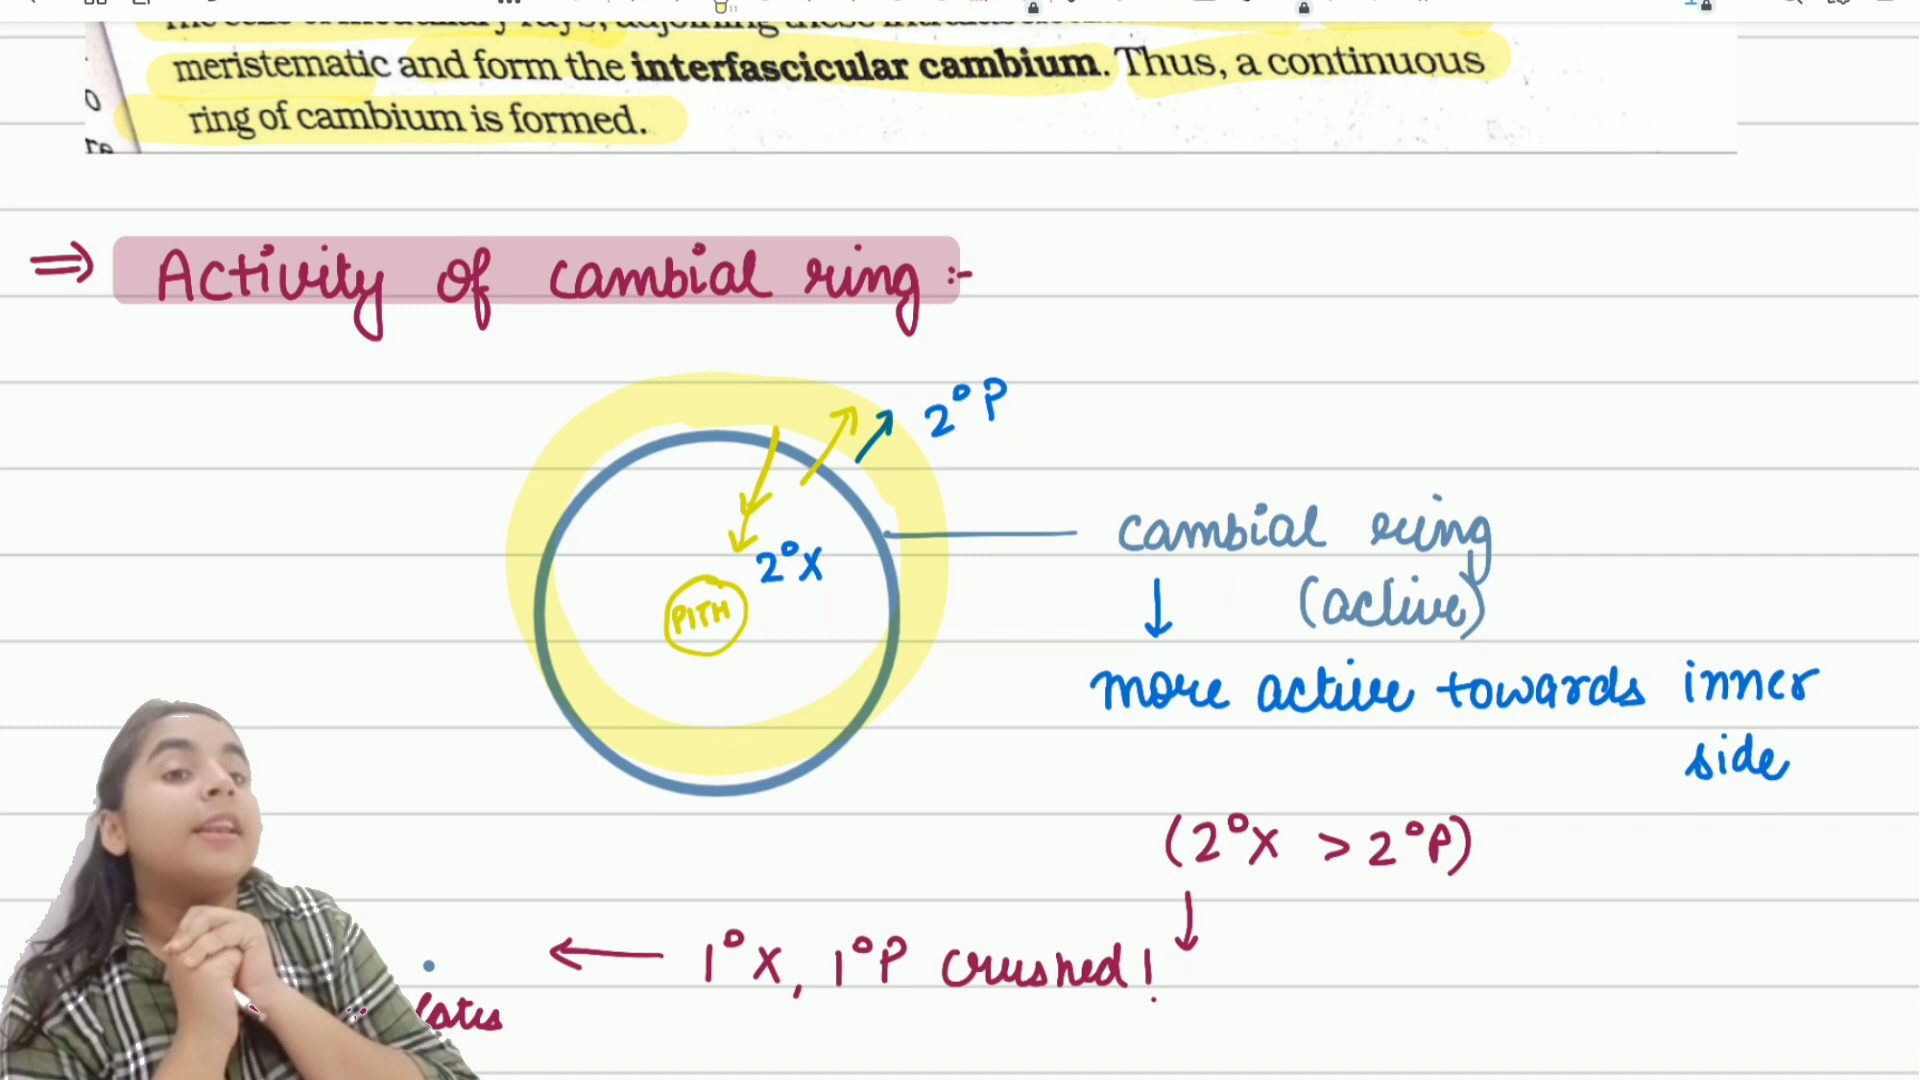 meristematic and form the interfascicular cambium. Thus, a continuous
ring of cambium is formed.
⇒ Activity of cambial ring :-
2°P
2°X
PITH
cambial ring
(active)
↓
more active towards inner
side
(2°X > 2°P)
↓
← 1°X, 1°P crushed!